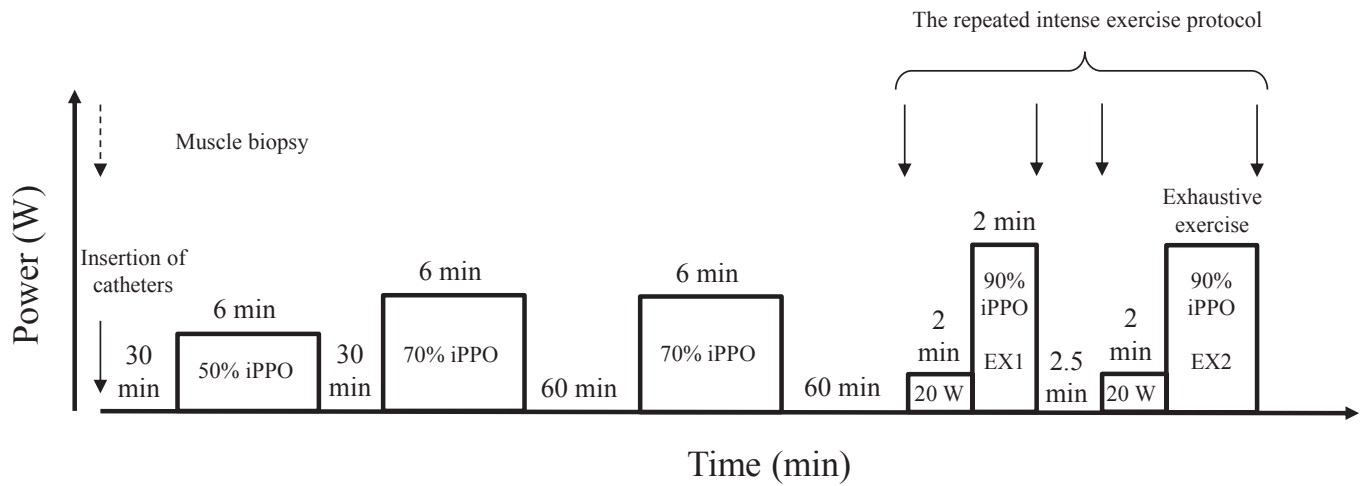 The repeated intense exercise protocol
Muscle biopsy
Power (W)
Insertion of
catheters
30
min
6 min
50% iPPO
30
min
6 min
70% iPPO
60 min
6 min
70% iPPO
60 min
2
min
20 W
2 min
90%
iPPO
EX1
2.5
min
2
min
20 W
Exhaustive
exercise
90%
iPPO
EX2
Time (min)